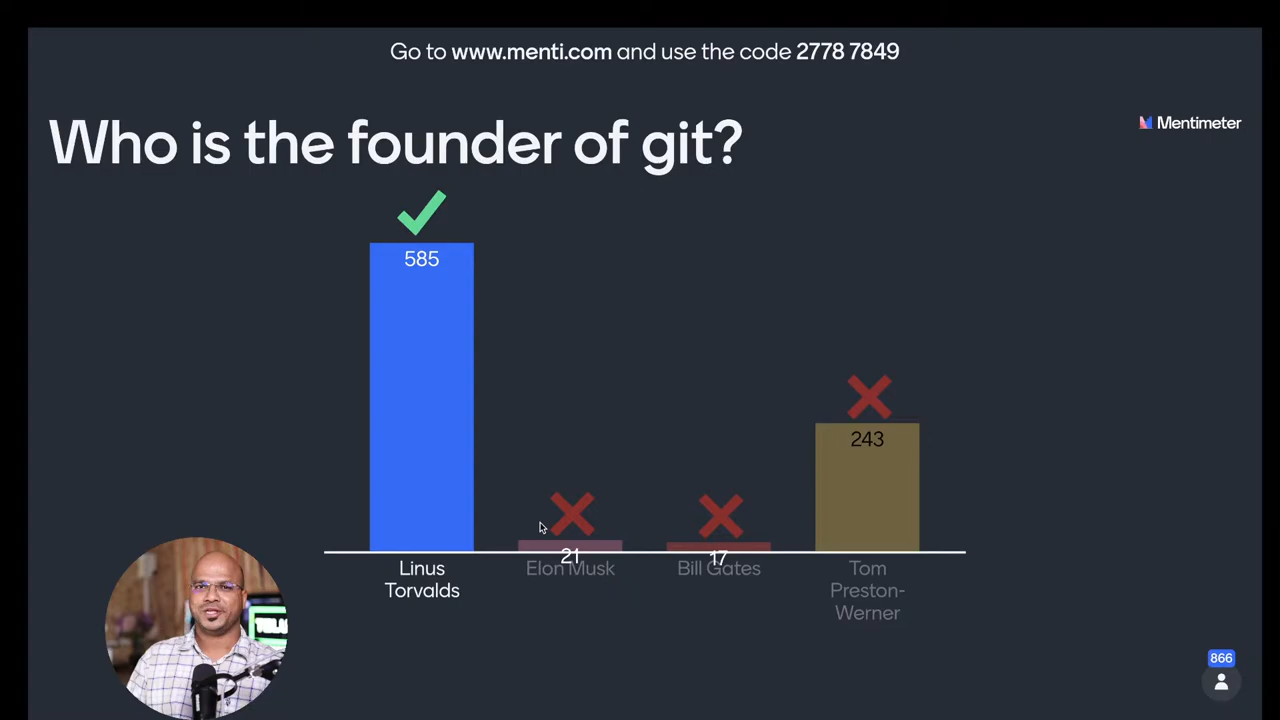 Go to www.menti.com and use the code 2778 7849
Mentimeter
Who is the founder of git?
585
243
21
17
Linus
Torvalds
Elon Musk
Bill Gates
Tom
Preston-
Werner
866